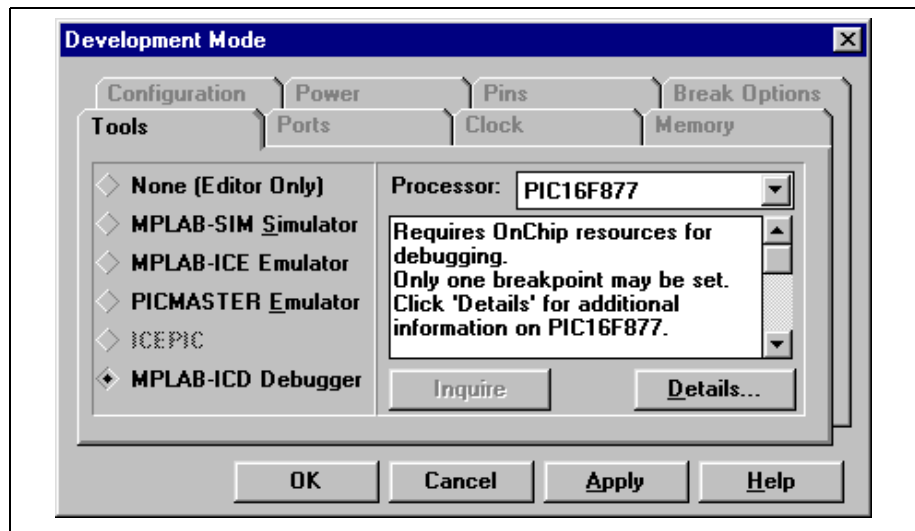 Development Mode
Configuration Power Pins Break Options
Tools Ports Clock Memory
None (Editor Only)
MPLAB-SIM Simulator
MPLAB-ICE Emulator
PICMASTER Emulator
ICEPIC
MPLAB-ICD Debugger
Processor: PIC16F877
Requires OnChip resources for
debugging.
Only one breakpoint may be set.
Click 'Details' for additional
information on PIC16F877.
Inquire Details...
OK Cancel Apply Help